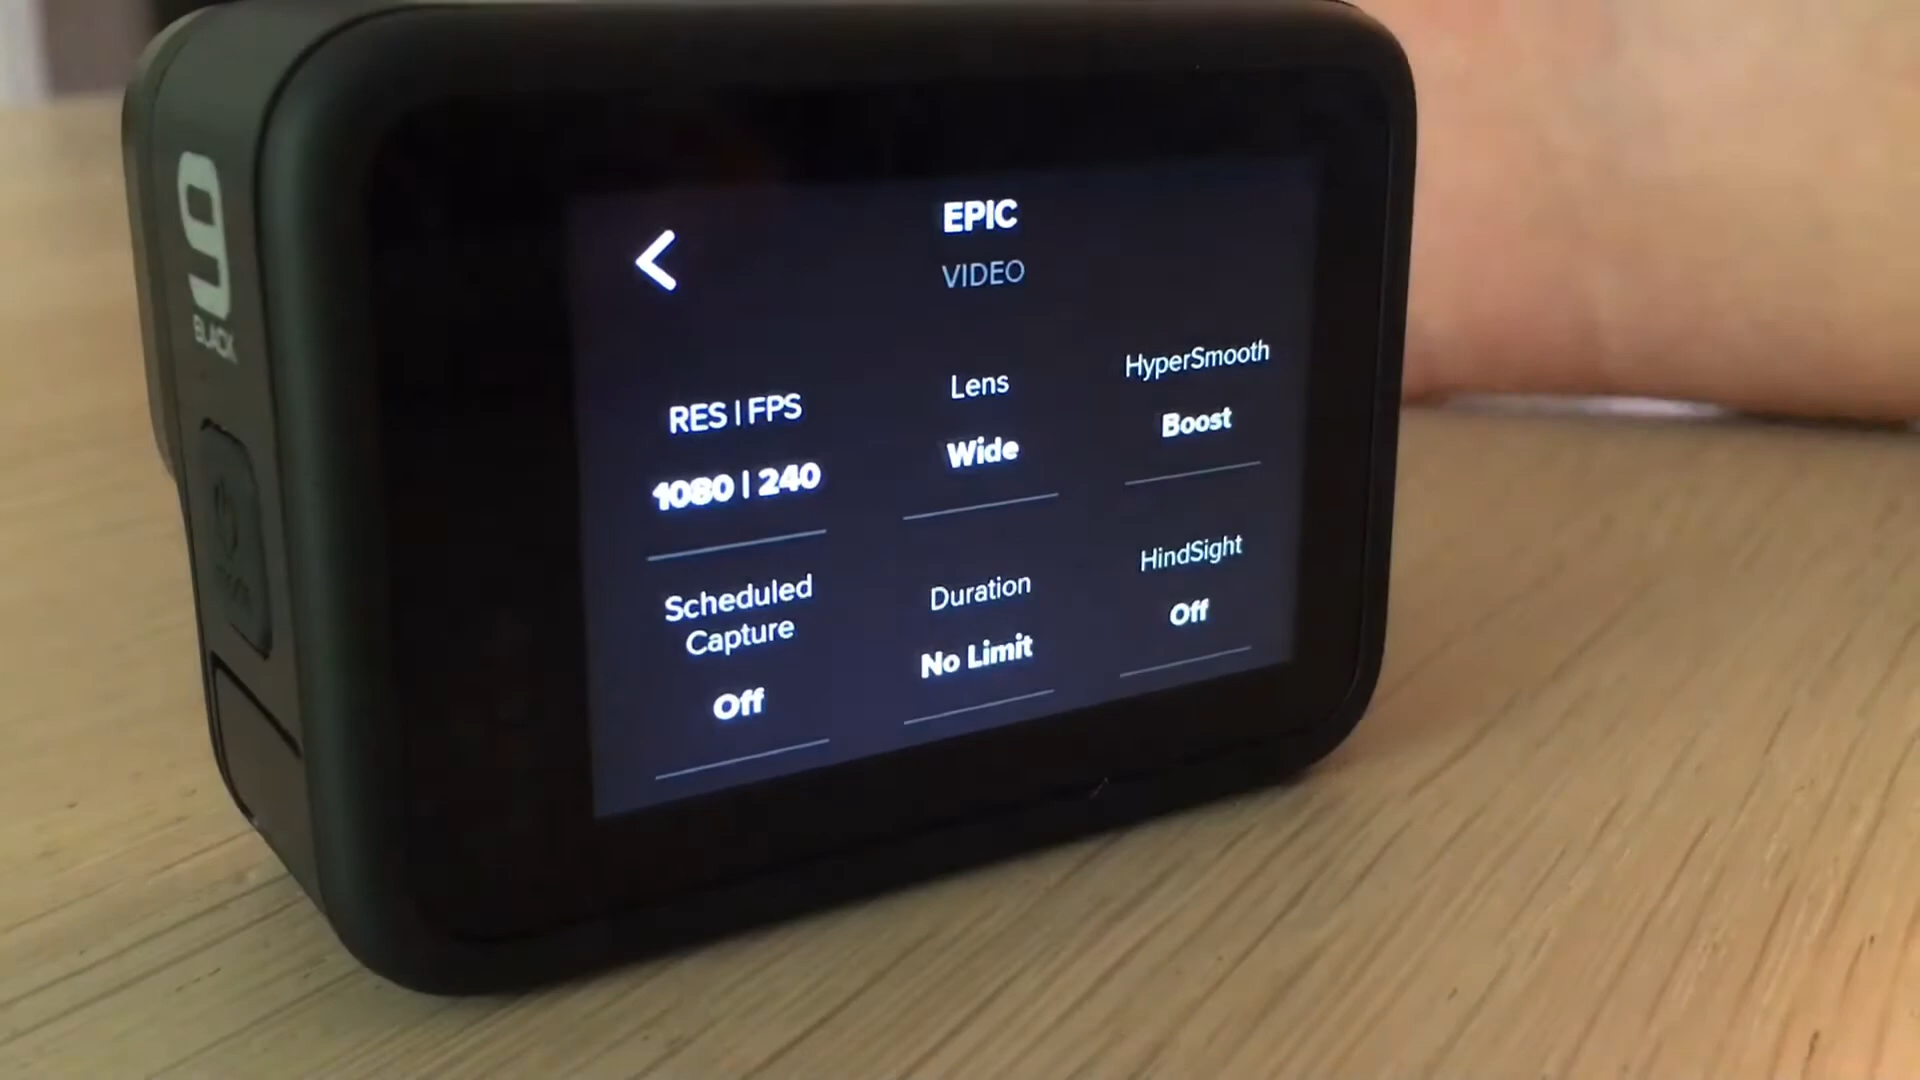 9
BLACK
EPIC
VIDEO
RES | FPS
1080 | 240
Lens
Wide
HyperSmooth
Boost
Scheduled
Capture
Off
Duration
No Limit
HindSight
Off